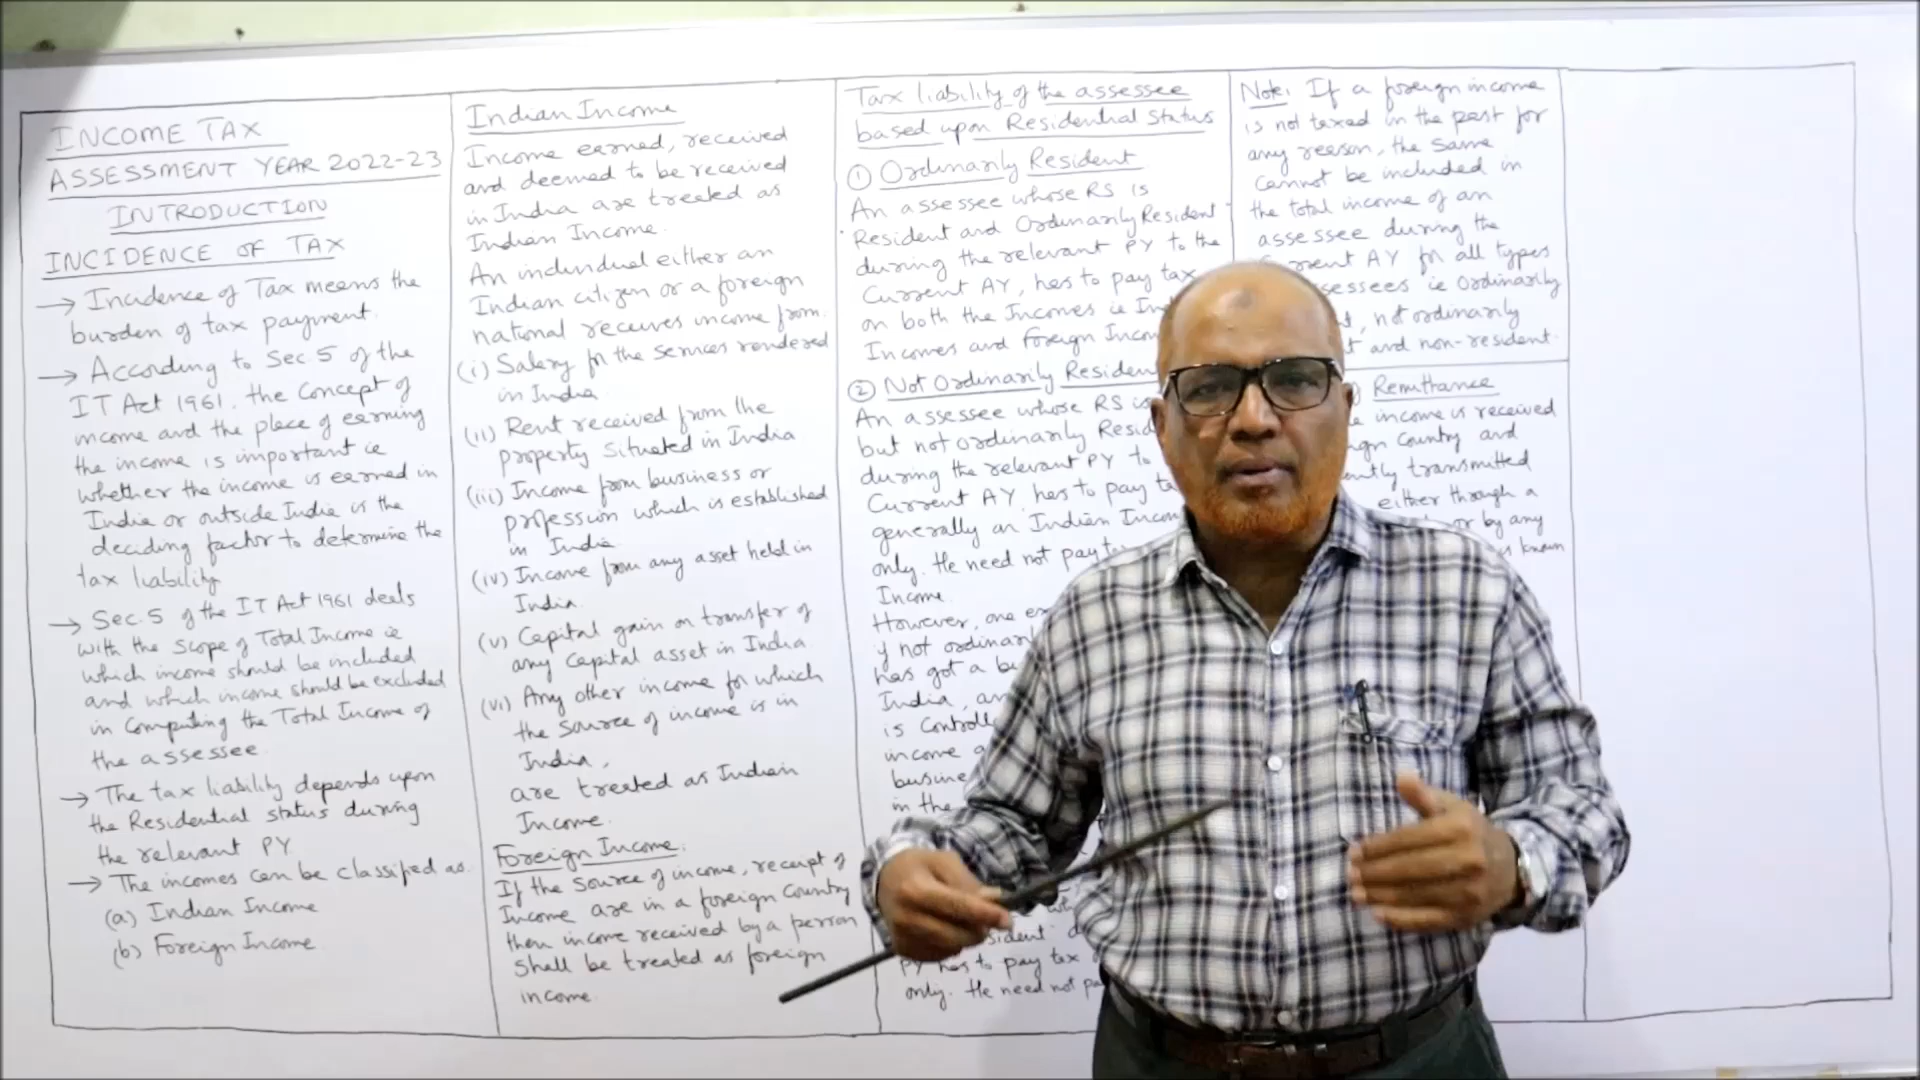 INCOME TAX
ASSESSMENT YEAR 2022-23
INTRODUCTION
INCIDENCE OF TAX
→ Incidence of Tax means the
burden of tax payment.
→ According to Sec.5 of the
IT Act 1961, the concept of
income and the place of earning
the income is important ie
whether the income is earned in
India or outside India is the
deciding factor to determine the
tax liability
→ Sec.5 of the IT Act 1961 deals
with the scope of Total Income ie
which income should be included
and which income should be excluded
in computing the Total Income of
the assessee.
→ The tax liability depends upon
the Residential status during
the relevant PY
→ The incomes can be classified as.
(a) Indian Income
(b) Foreign Income
Indian Income
Income earned, received
and deemed to be received
in India are treated as
Indian Income.
An individual either an
Indian citizen or a foreign
national receives income from.
(i) Salary for the services rendered
in India.
(ii) Rent received from the
property situated in India
(iii) Income from business or
profession which is established
in India.
(iv) Income from any asset held in
India.
(v) Capital gain on transfer of
any capital asset in India
(vi) Any other income for which
the source of income is in
India,
are treated as Indian
Income.
Foreign Income.
If the source of income, receipt of
Income are in a foreign country
then income received by a person
shall be treated as foreign
income.
Tax liability of the assessee
based upon Residential status
① Ordinarily Resident
An assessee whose RS is
Resident and Ordinarily Resident
during the relevant PY to the
Current AY, has to pay tax
on both the Incomes ie
Incomes and Foreign
② Not Ordinarily
An assessee whose RS
but not ordinarily
during the relevant PY to
Current AY, has to pay
generally on Indian
only. He need not pay
Income.
However, one
if not
has got a
India,
is
income
in the
PY has to pay tax
only. He need not
Note: If a foreign income
is not taxed in the past for
any reason, the same
cannot be included in
the total income of an
assessee during the
AY for all types
ie Ordinarily
not ordinarily
and non-resident.
Remittance
income is received
Country and
transmitted
either through a
or by any
known